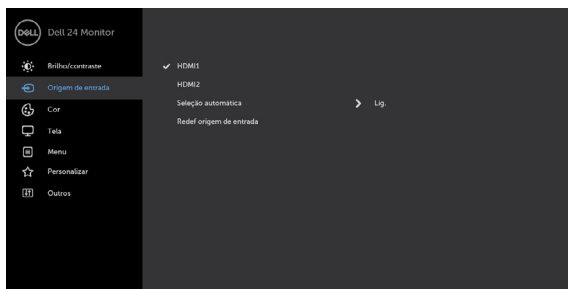 DELL Dell 24 Monitor
Brilho/contraste
Origem de entrada
Cor
Tela
Menu
Personalizar
Outros
HDMI1
HDMI2
Seleção automática Lig.
Redef origem de entrada